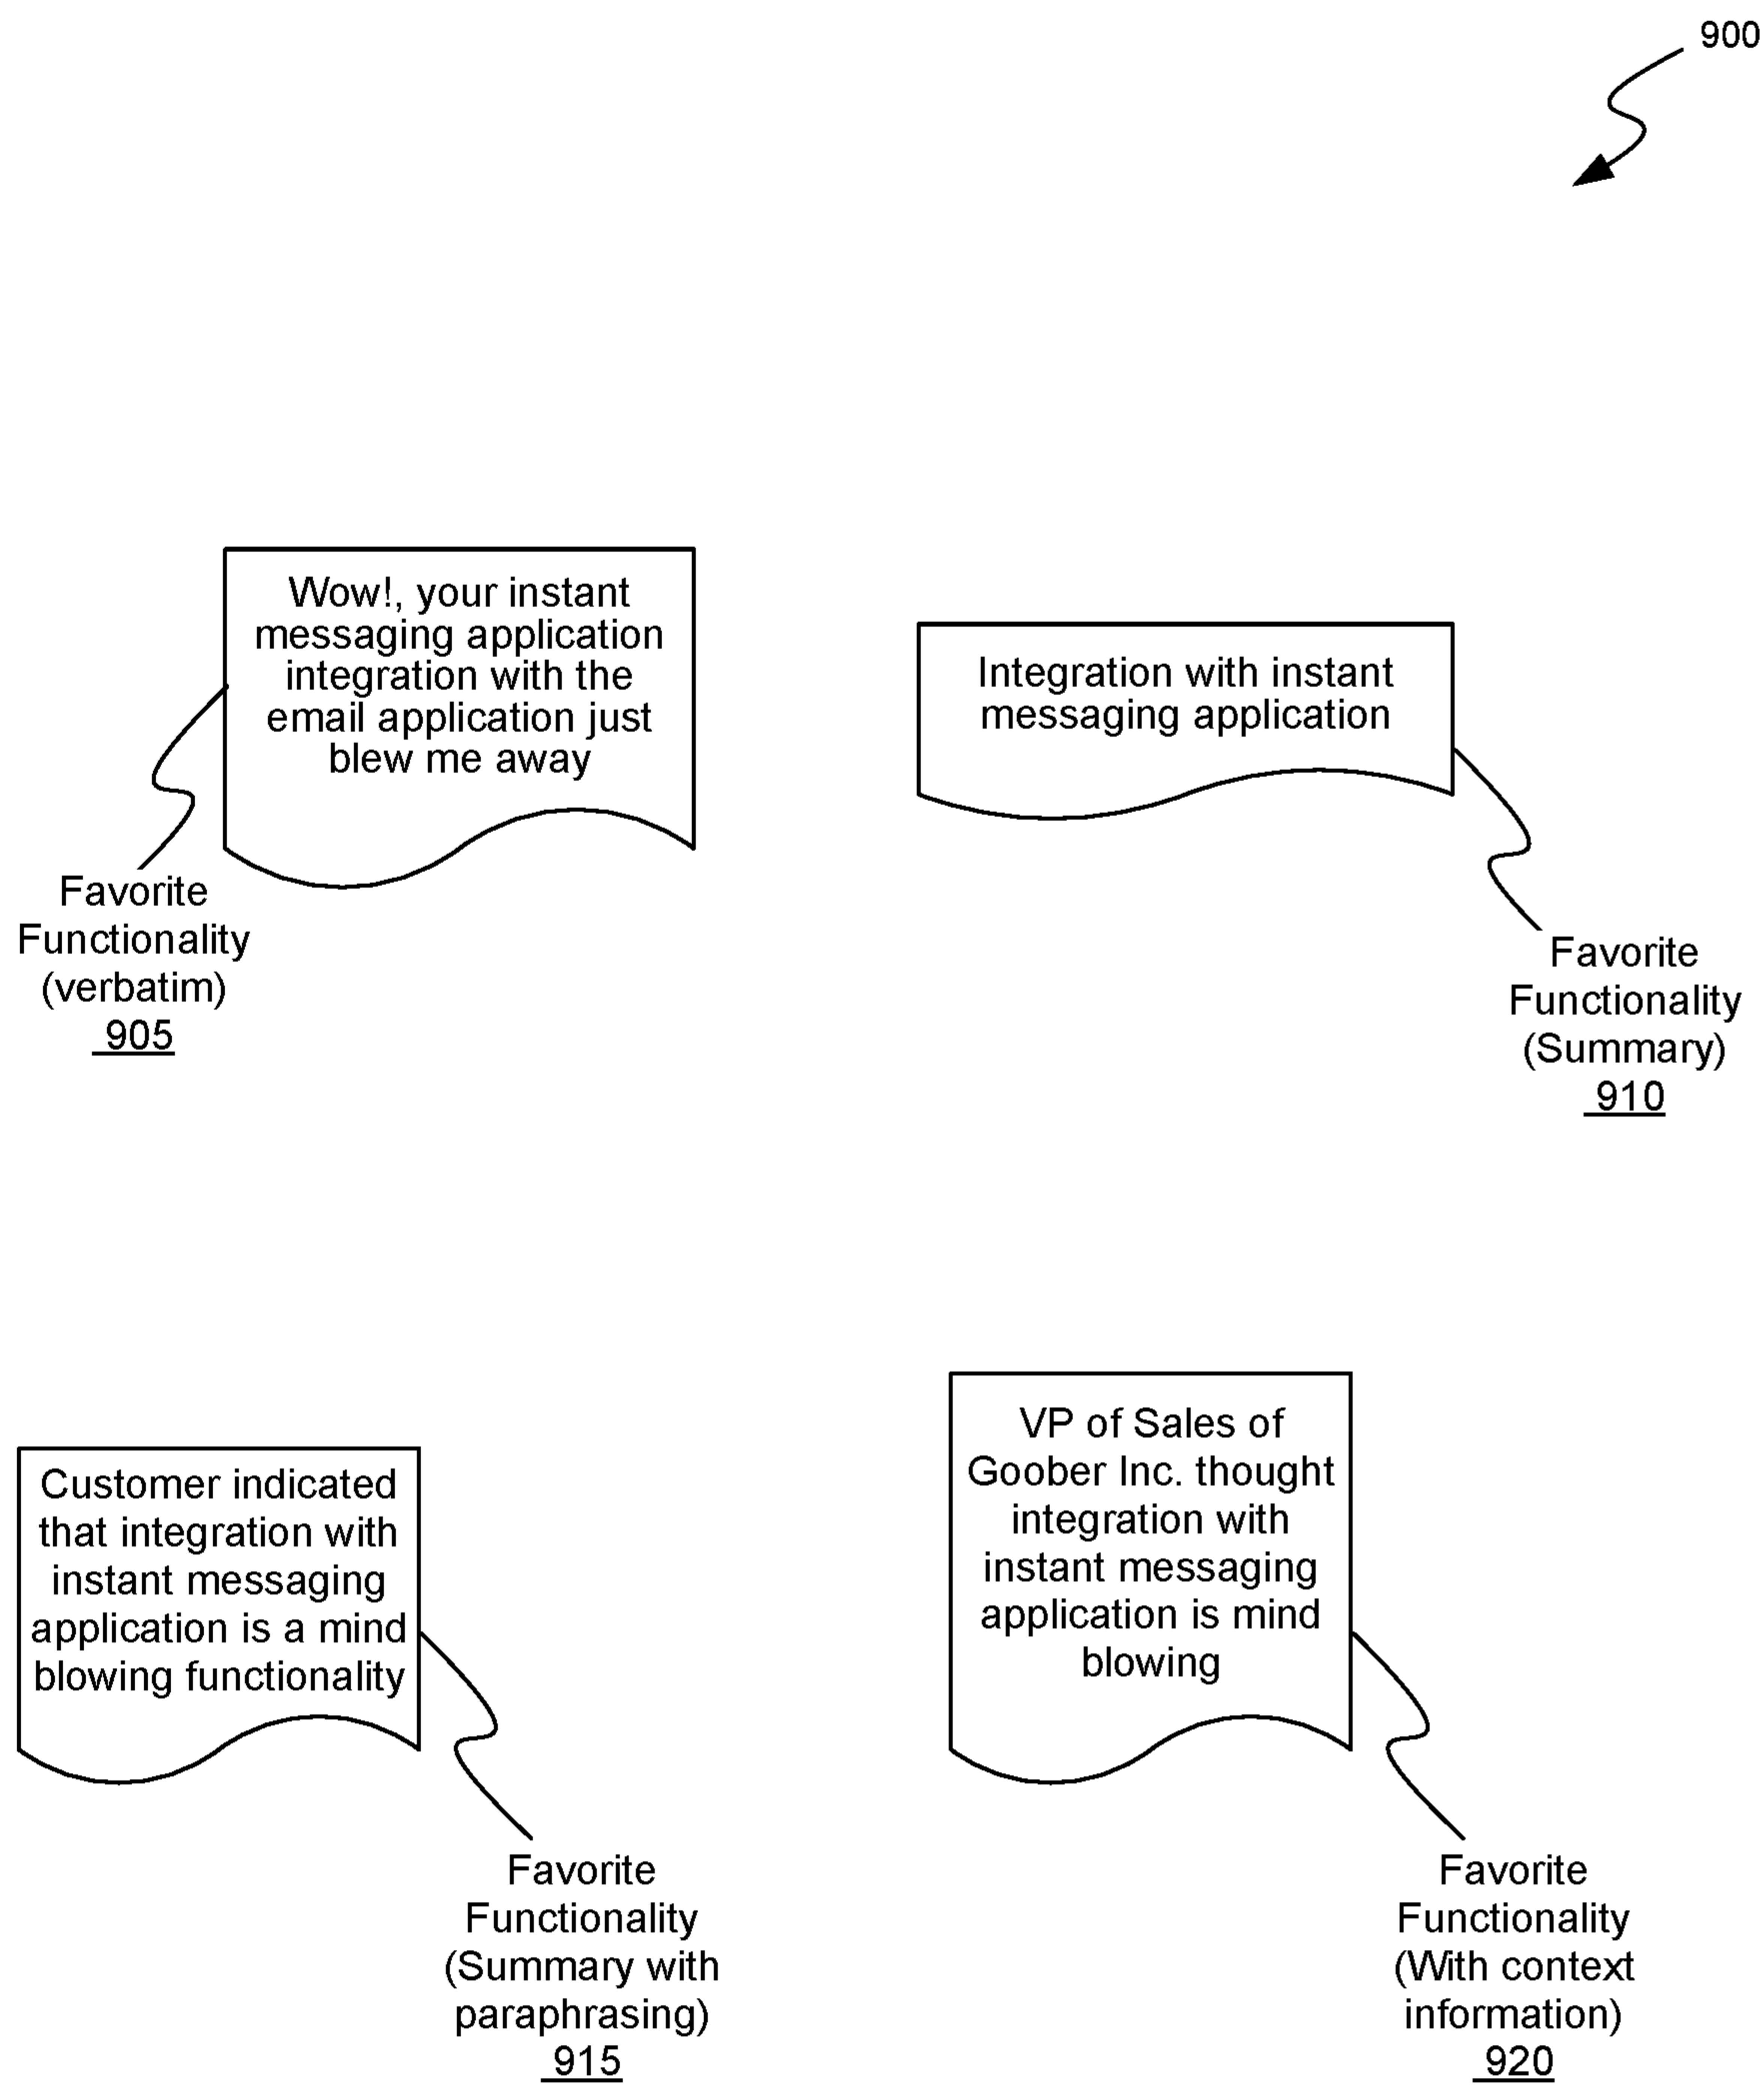 900
Wow!, your instant
messaging application
integration with the
email application just
blew me away
Favorite
Functionality
(verbatim)
905
Integration with instant
messaging application
Favorite
Functionality
(Summary)
910
Customer indicated
that integration with
instant messaging
application is a mind
blowing functionality
Favorite
Functionality
(Summary with
paraphrasing)
915
VP of Sales of
Goober Inc. thought
integration with
instant messaging
application is mind
blowing
Favorite
Functionality
(With context
information)
920